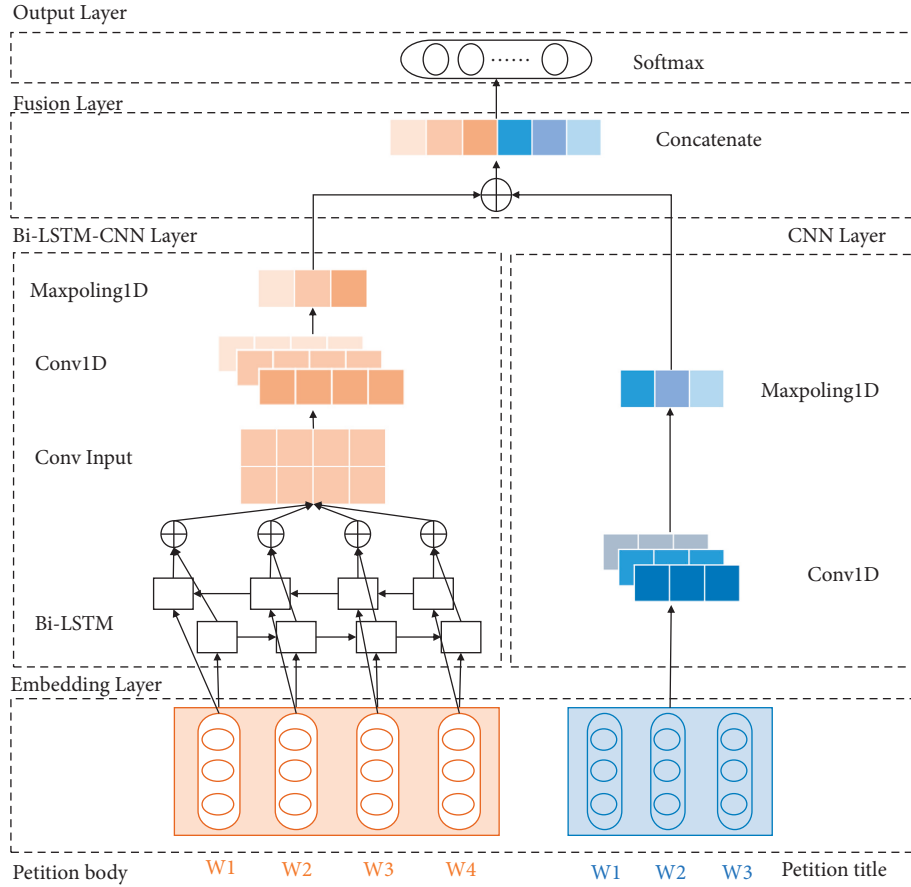 Output Layer
......
Softmax
Fusion Layer
Concatenate
Bi-LSTM-CNN Layer
CNN Layer
Maxpoling1D
Conv1D
Maxpoling1D
Conv Input
Conv1D
Bi-LSTM
Embedding Layer
Petition body W1 W2 W3 W4 W1 W2 W3 Petition title